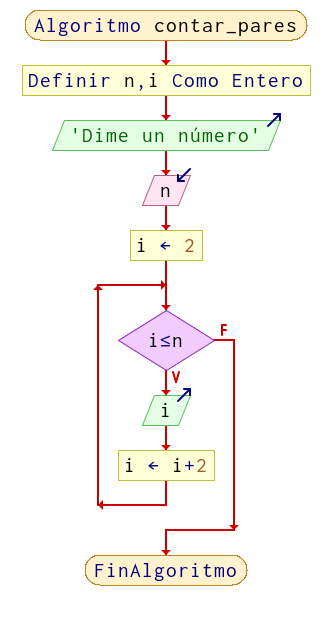 Algoritmo contar_pares
Definir n,i Como Entero
'Dime un número'
n
i ← 2
i≤n
F
V
i
i ← i+2
FinAlgoritmo